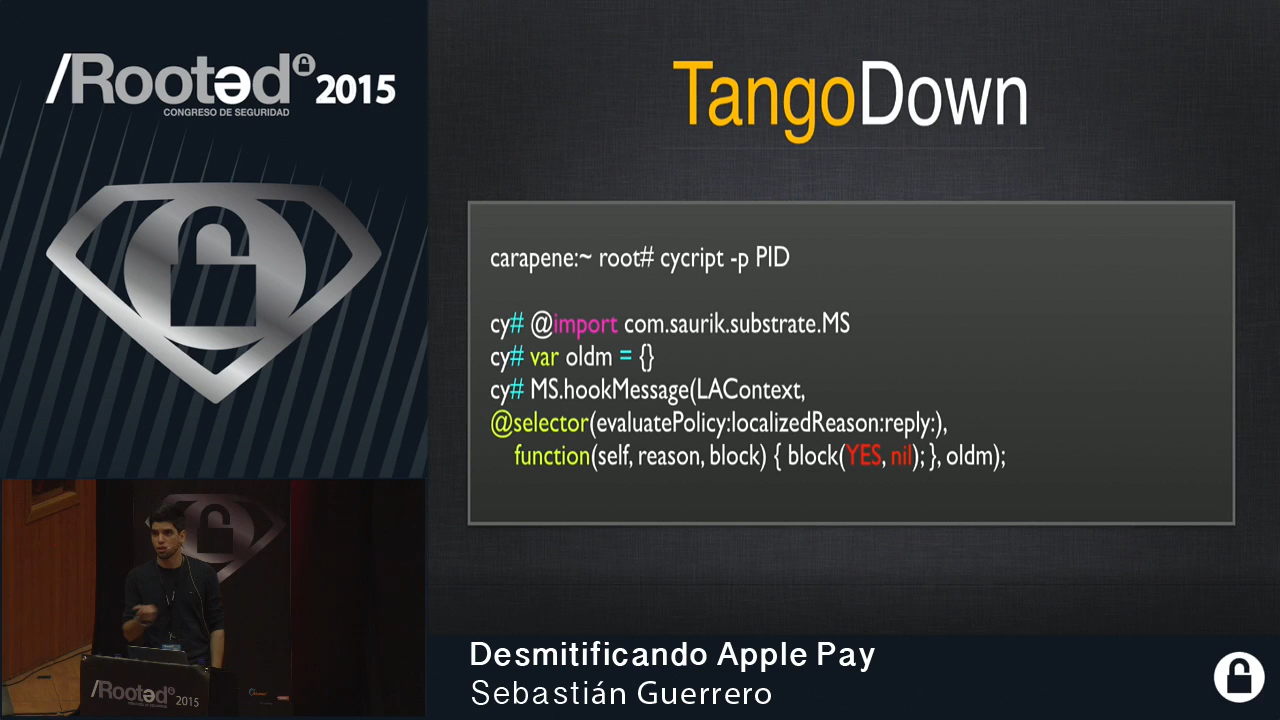 /Rootəd 2015
CONGRESO DE SEGURIDAD
TangoDown
carapene:~ root# cycript -p PID
cy# @import com.saurik.substrate.MS
cy# var oldm = {}
cy# MS.hookMessage(LAContext,
@selector(evaluatePolicy:localizedReason:reply:),
function(self, reason, block) { block(YES, nil); }, oldm);
/Rootəd
2015
Desmitificando Apple Pay
Sebastián Guerrero